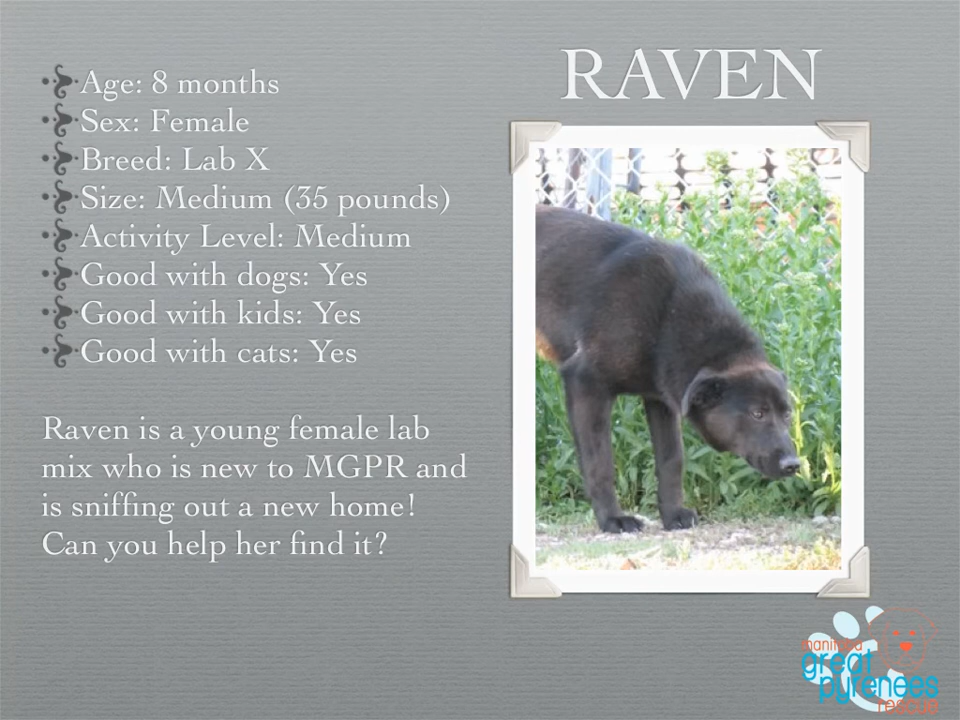 RAVEN
Age: 8 months
Sex: Female
Breed: Lab X
Size: Medium (35 pounds)
Activity Level: Medium
Good with dogs: Yes
Good with kids: Yes
Good with cats: Yes
Raven is a young female lab
mix who is new to MGPR and
is sniffing out a new home!
Can you help her find it?
manitoba
great
pyrenees
rescue